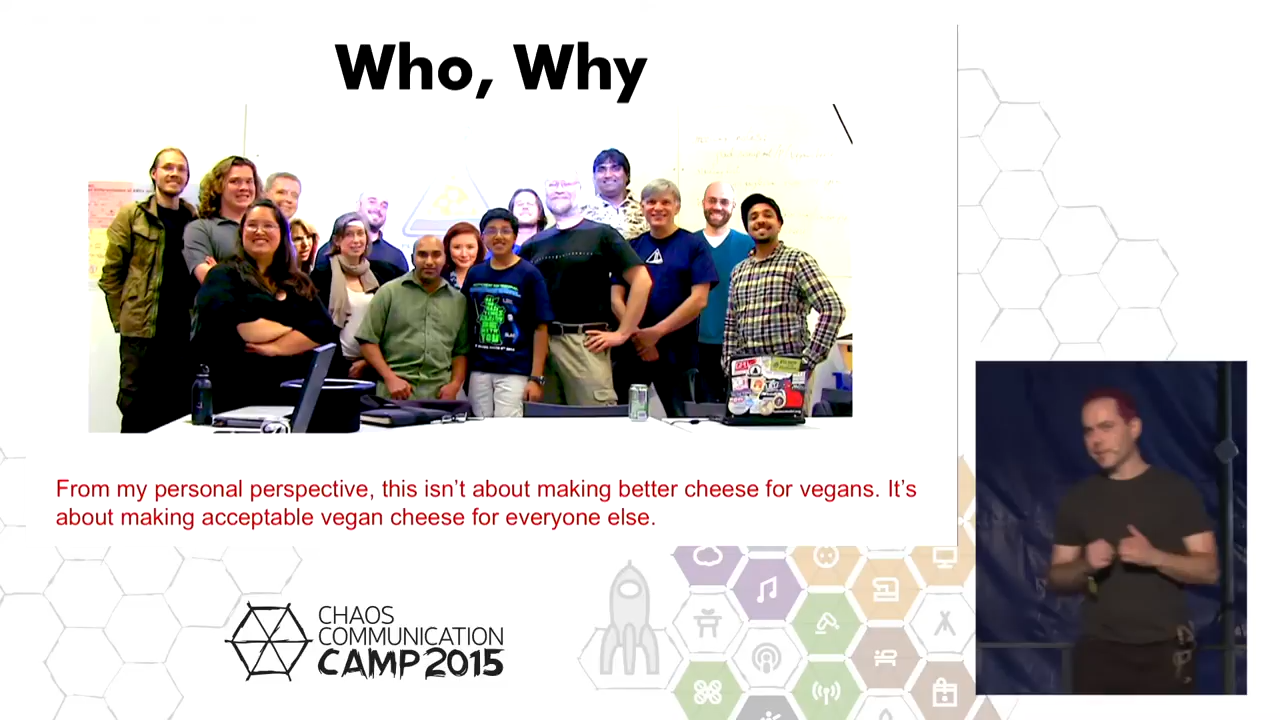 Who, Why
From my personal perspective, this isn't about making better cheese for vegans. It's
about making acceptable vegan cheese for everyone else.
CHAOS
COMMUNICATION
CAMP 2015